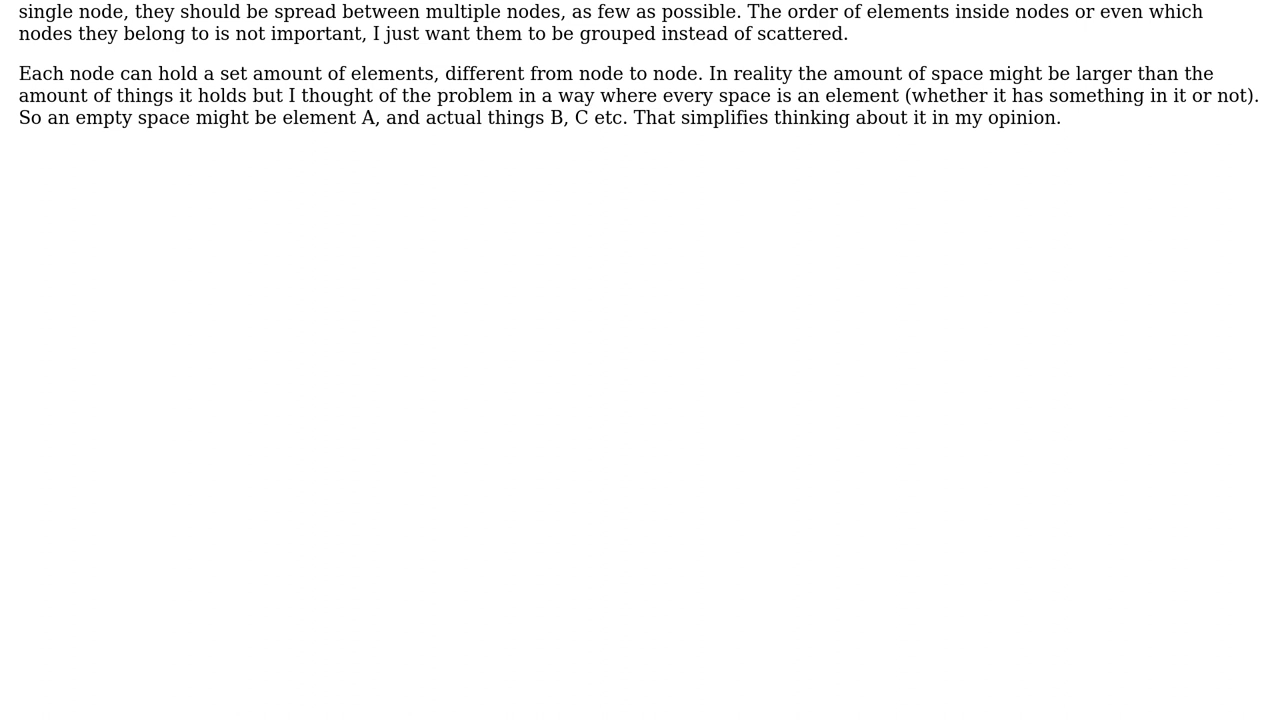 single node, they should be spread between multiple nodes, as few as possible. The order of elements inside nodes or even which
nodes they belong to is not important, I just want them to be grouped instead of scattered.
Each node can hold a set amount of elements, different from node to node. In reality the amount of space might be larger than the
amount of things it holds but I thought of the problem in a way where every space is an element (whether it has something in it or not).
So an empty space might be element A, and actual things B, C etc. That simplifies thinking about it in my opinion.